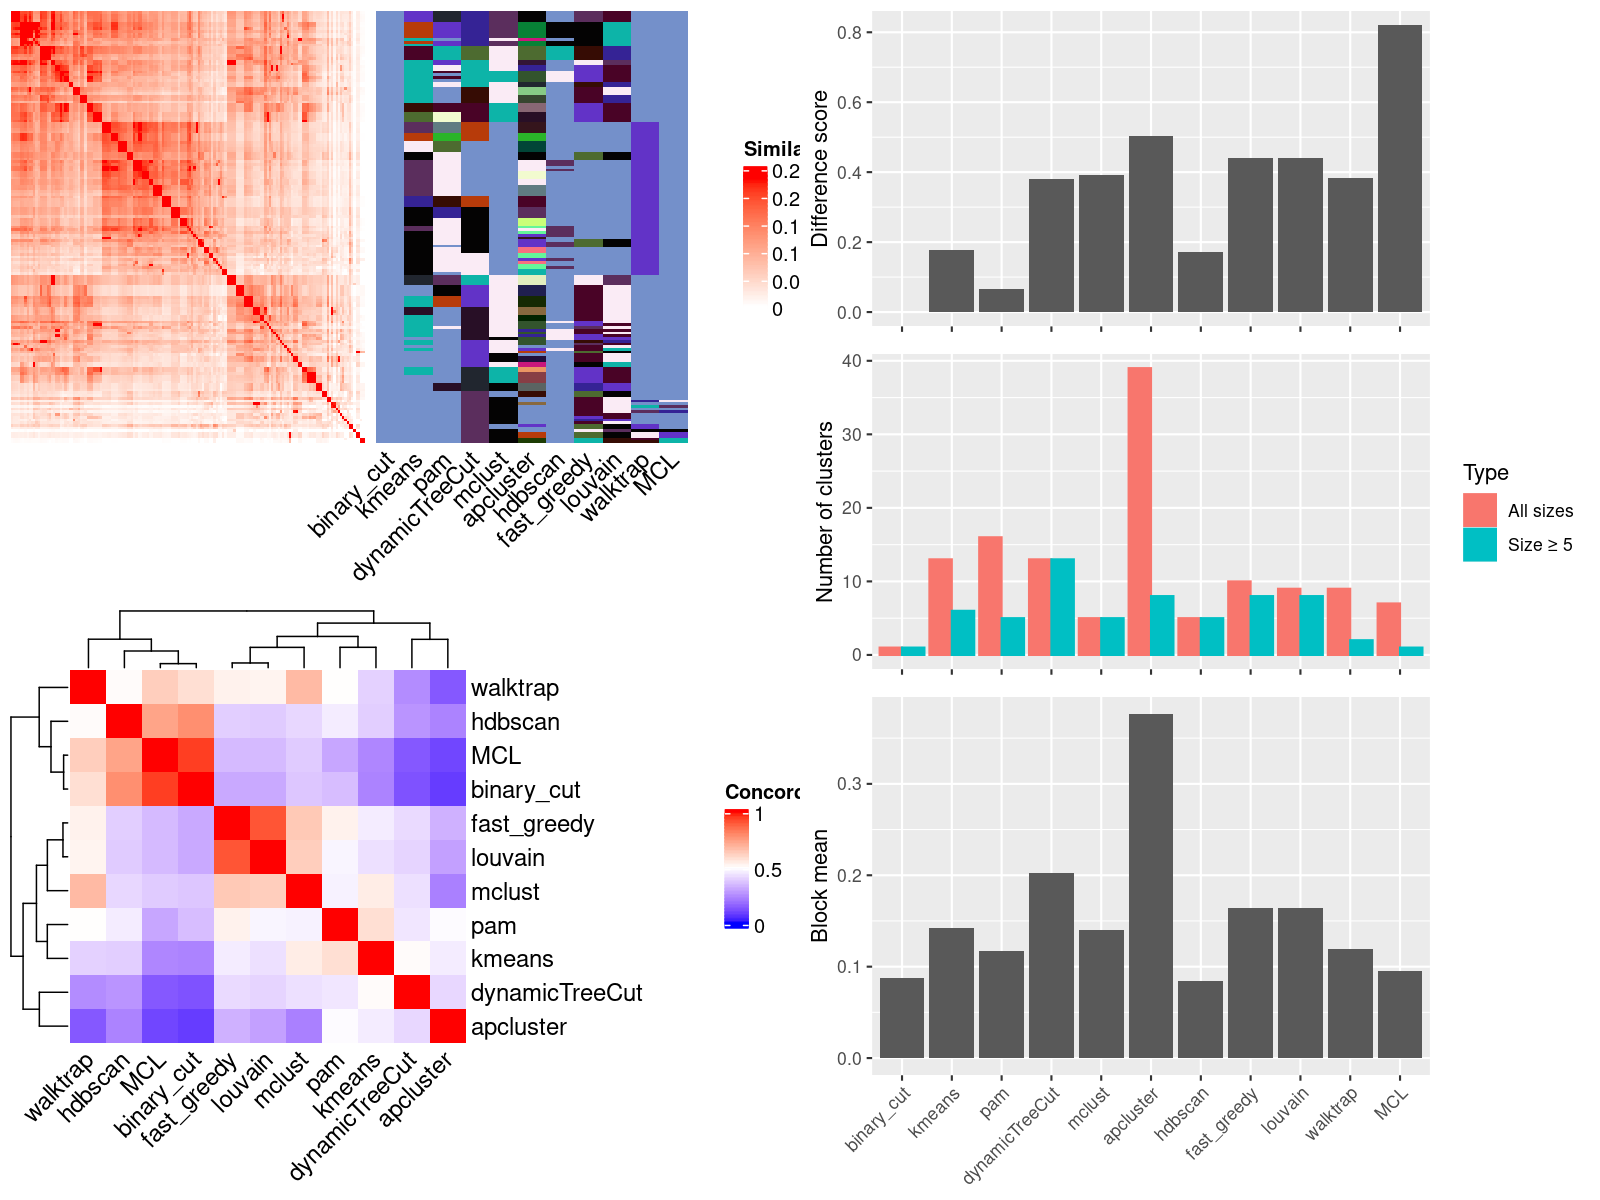 Simila
0.2
0.2
0.1
0.1
0.0
0
binary_cut
kmeans
pam
dynamicTreeCut
mclust
apcluster
hdbscan
fast_greedy
louvain
walktrap
MCL
walktrap
hdbscan
MCL
binary_cut
fast_greedy
louvain
mclust
pam
kmeans
dynamicTreeCut
apcluster
walktrap
hdbscan
MCL
binary_cut
fast_greedy
louvain
mclust
pam
kmeans
dynamicTreeCut
apcluster
Concord
1
0.5
0
Difference score
0.8
0.6
0.4
0.2
0.0
Number of clusters
40
30
20
10
0
Type
All sizes
Size ≥ 5
Block mean
0.3
0.2
0.1
0.0
binary_cut
kmeans
pam
dynamicTreeCut
mclust
apcluster
hdbscan
fast_greedy
louvain
walktrap
MCL